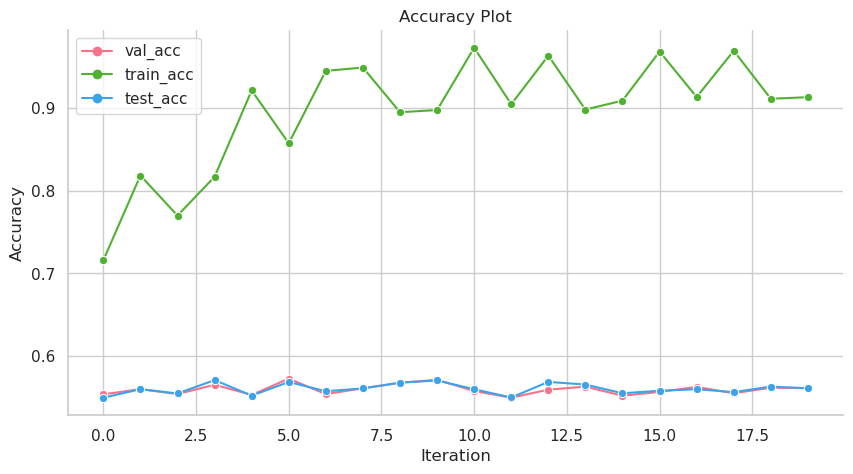 Accuracy Plot
val_acc
train_acc
test_acc
Accuracy
0.9
0.8
0.7
0.6
0.0 2.5 5.0 7.5 10.0 12.5 15.0 17.5
Iteration